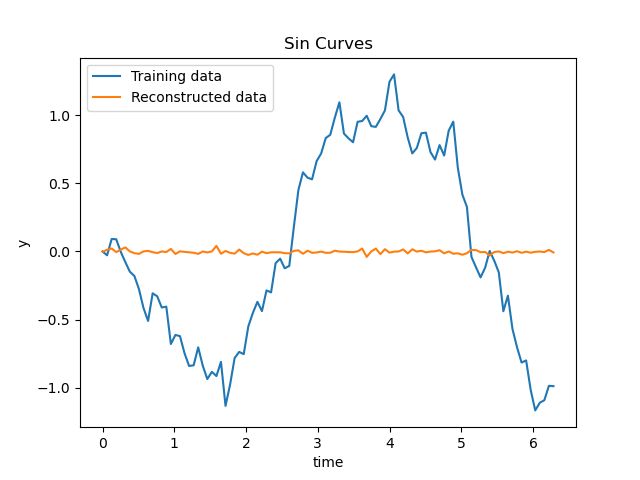 Sin Curves
Training data
Reconstructed data
1.0
0.5
0.0
−0.5
−1.0
y
0 1 2 3 4 5 6
time